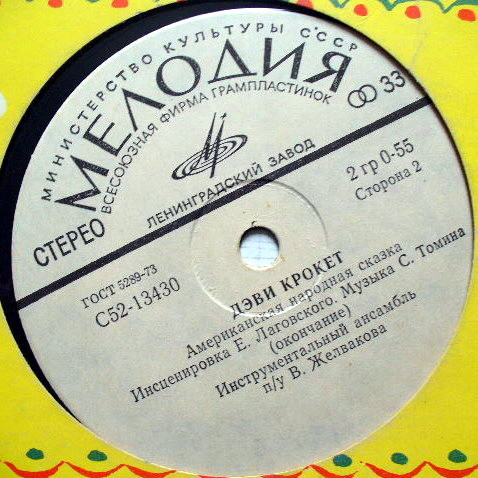 МИНИСТЕРСТВО КУЛЬТУРЫ СССР
МЕЛОДИЯ
ВСЕСОЮЗНАЯ ФИРМА ГРАМПЛАСТИНОК
33
ЛЕНИНГРАДСКИЙ ЗАВОД
СТЕРЕО
2 гр 0-55
Сторона 2
ГОСТ 5289-73
С52-13430
ДЭВИ КРОКЕТ
Американская народная сказка
Инсценировка Е. Лаговского. Музыка С. Томина
(окончание)
Инструментальный ансамбль
п/у В. Желвакова